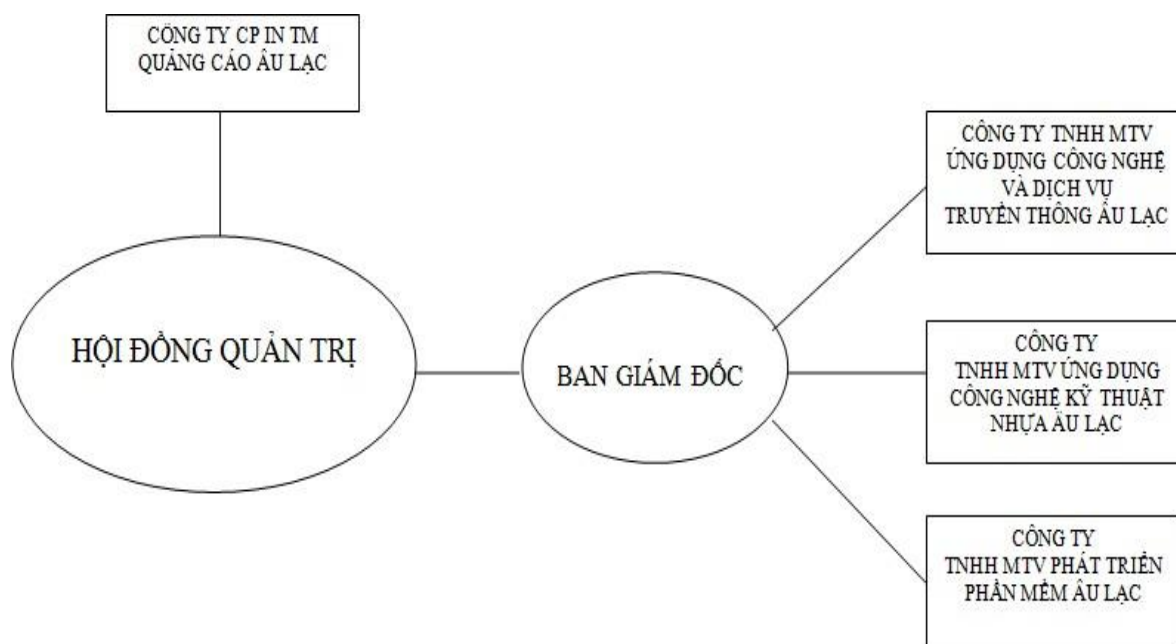 CÔNG TY CP IN TM
QUẢNG CÁO ÂU LẠC
CÔNG TY TNHH MTV
ỨNG DỤNG CÔNG NGHỆ
VÀ DỊCH VỤ
TRUYỀN THÔNG ÂU LẠC
HỘI ĐỒNG QUẢN TRỊ
BAN GIÁM ĐỐC
CÔNG TY
TNHH MTV ỨNG DỤNG
CÔNG NGHỆ KỸ THUẬT
NHỰA ÂU LẠC
CÔNG TY
TNHH MTV PHÁT TRIỂN
PHẦN MỀM ÂU LẠC